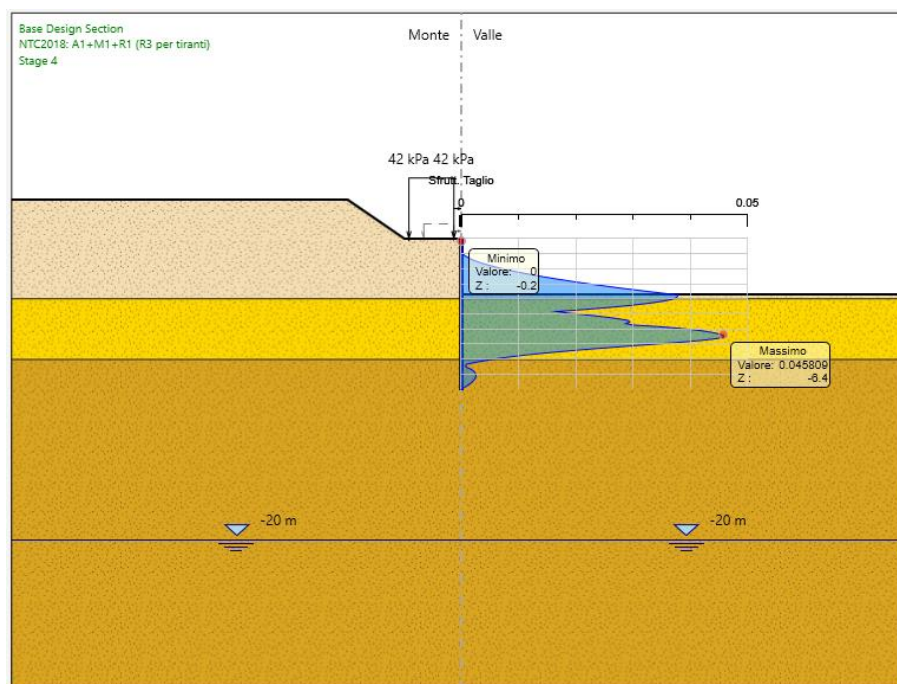 Base Design Section
NTC2018: A1+M1+R1 (R3 per tiranti)
Stage 4
Monte Valle
42 kPa 42 kPa
Sfrutt. Taglio
0 0.05
Minimo
Valore: 0
Z : -0.2
Massimo
Valore: 0.045809
Z : -6.4
-20 m -20 m